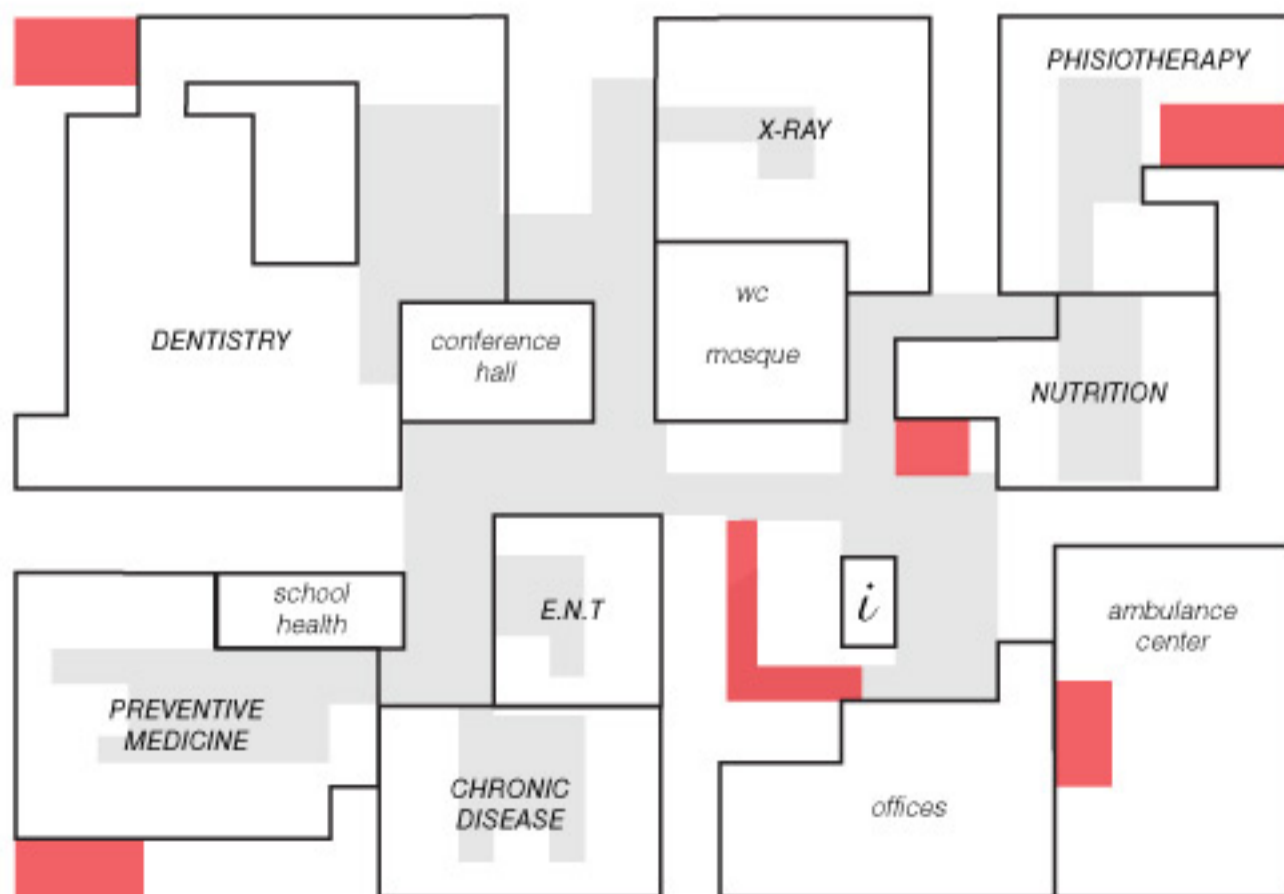 PHISIOTHERAPY
X-RAY
wc
mosque
DENTISTRY
conference
hall
NUTRITION
school
health
E.N.T
i
ambulance
center
PREVENTIVE
MEDICINE
CHRONIC
DISEASE
offices